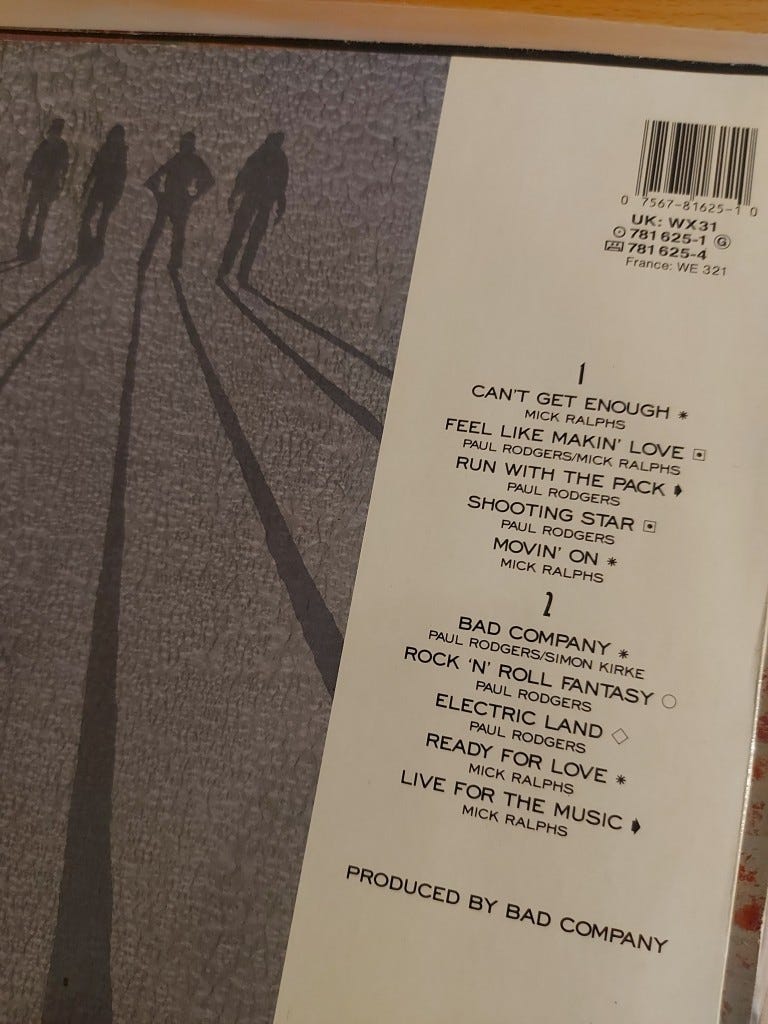 0 7567-81625-1 0
UK: WX31
781 625-1 G
781 625-4
France: WE 321
1
CAN'T GET ENOUGH *
MICK RALPHS
FEEL LIKE MAKIN' LOVE
PAUL RODGERS/MICK RALPHS
RUN WITH THE PACK
PAUL RODGERS
SHOOTING STAR
PAUL RODGERS
MOVIN' ON *
MICK RALPHS
2
BAD COMPANY *
PAUL RODGERS/SIMON KIRKE
ROCK 'N' ROLL FANTASY
PAUL RODGERS
ELECTRIC LAND
PAUL RODGERS
READY FOR LOVE *
MICK RALPHS
LIVE FOR THE MUSIC
MICK RALPHS
PRODUCED BY BAD COMPANY